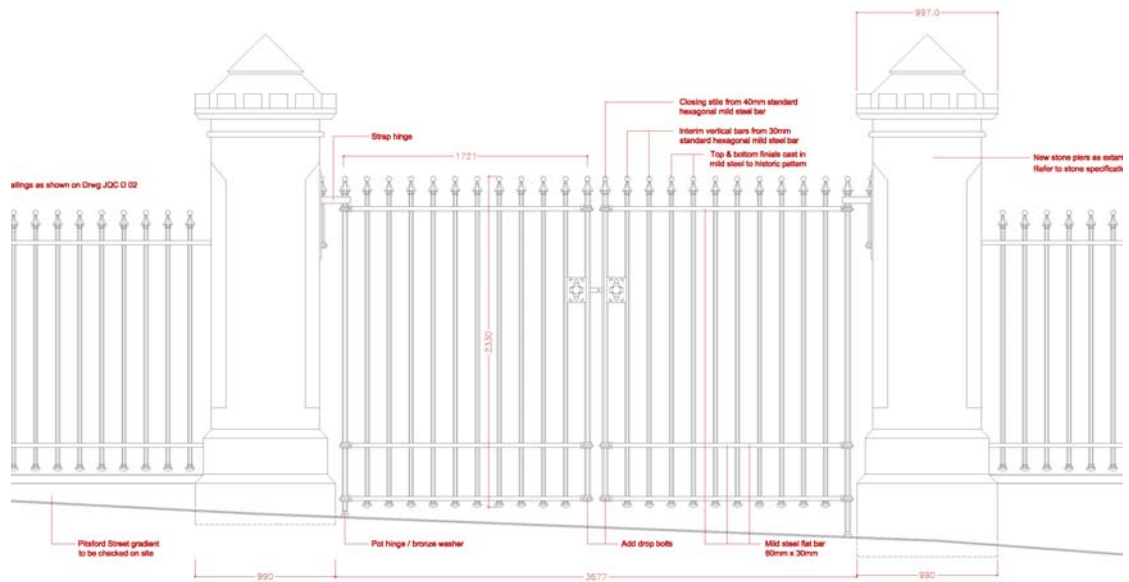 997.0
Closing stile from 40mm standard
hexagonal mild steel bar
Strap hinge
Interim vertical bars from 30mm
standard hexagonal mild steel bar
1721
Top & bottom finials cast in
mild steel to historic pattern
New stone piers as extant
Refer to stone specificatio
allings as shown on Drwg JQC D 02
2330
Pitsford Street gradient
to be checked on site
Pot hinge / bronze washer
Add drop bolts
Mild steel flat bar
60mm x 30mm
990
3677
990